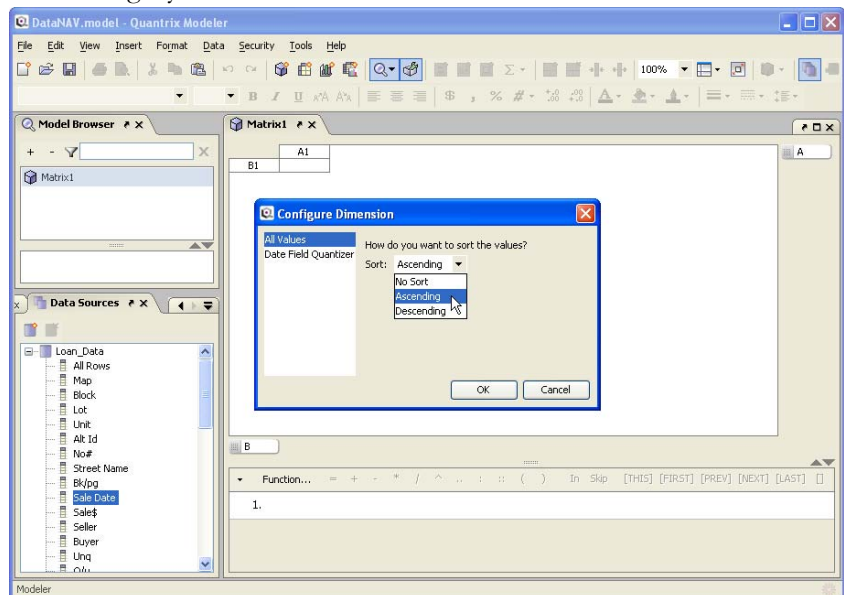 DataNAV.model - Quantrix Modeler
File Edit View Insert Format Data Security Tools Help
100%
B I U
$ , % #
Model Browser
Matrix1
+ -
Matrix1
A1
B1
A
Configure Dimension
All Values
Date Field Quantizer
How do you want to sort the values?
Sort: Ascending
No Sort
Ascending
Descending
OK Cancel
Data Sources
Loan_Data
All Rows
Map
Block
Lot
Unit
Alt Id
No#
Street Name
Bk/pg
Sale Date
Sale$
Seller
Buyer
Unq
B
Function... = + - * / ^ .. : :: ( ) In Skip [THIS] [FIRST] [PREV] [NEXT] [LAST] []
1.
Modeler